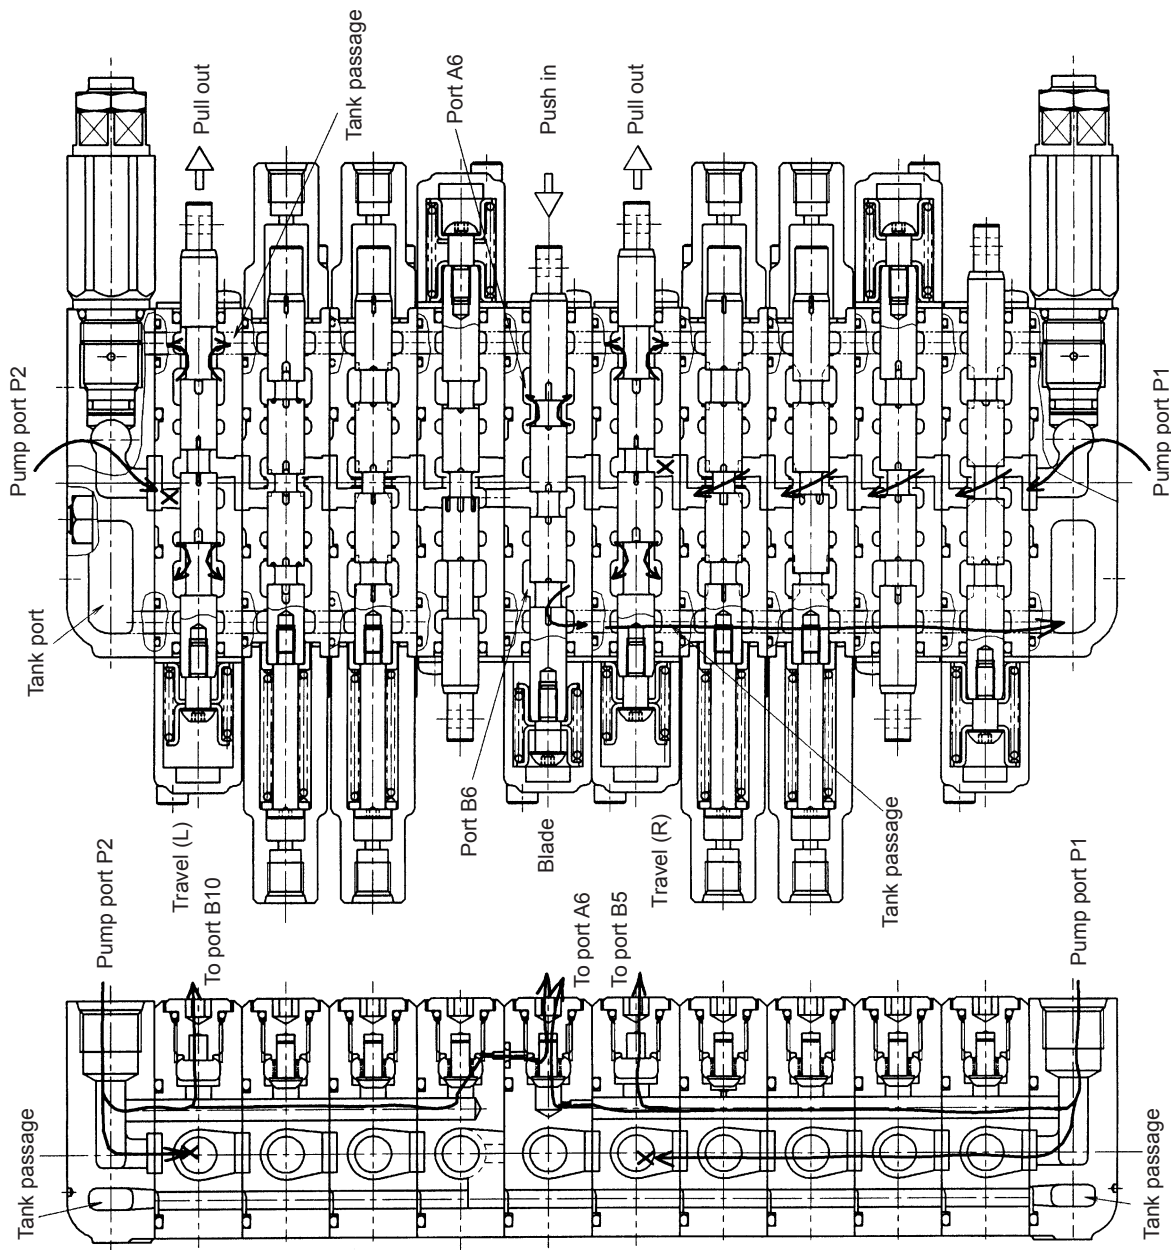 Pump port P2
Tank port
Pull out
Tank passage
Port A6
Push in
Pull out
Pump port P1
Travel (L)
Port B6
Blade
Travel (R)
Tank passage
Pump port P2
To port B10
To port A6
To port B5
Pump port P1
Tank passage
Tank passage